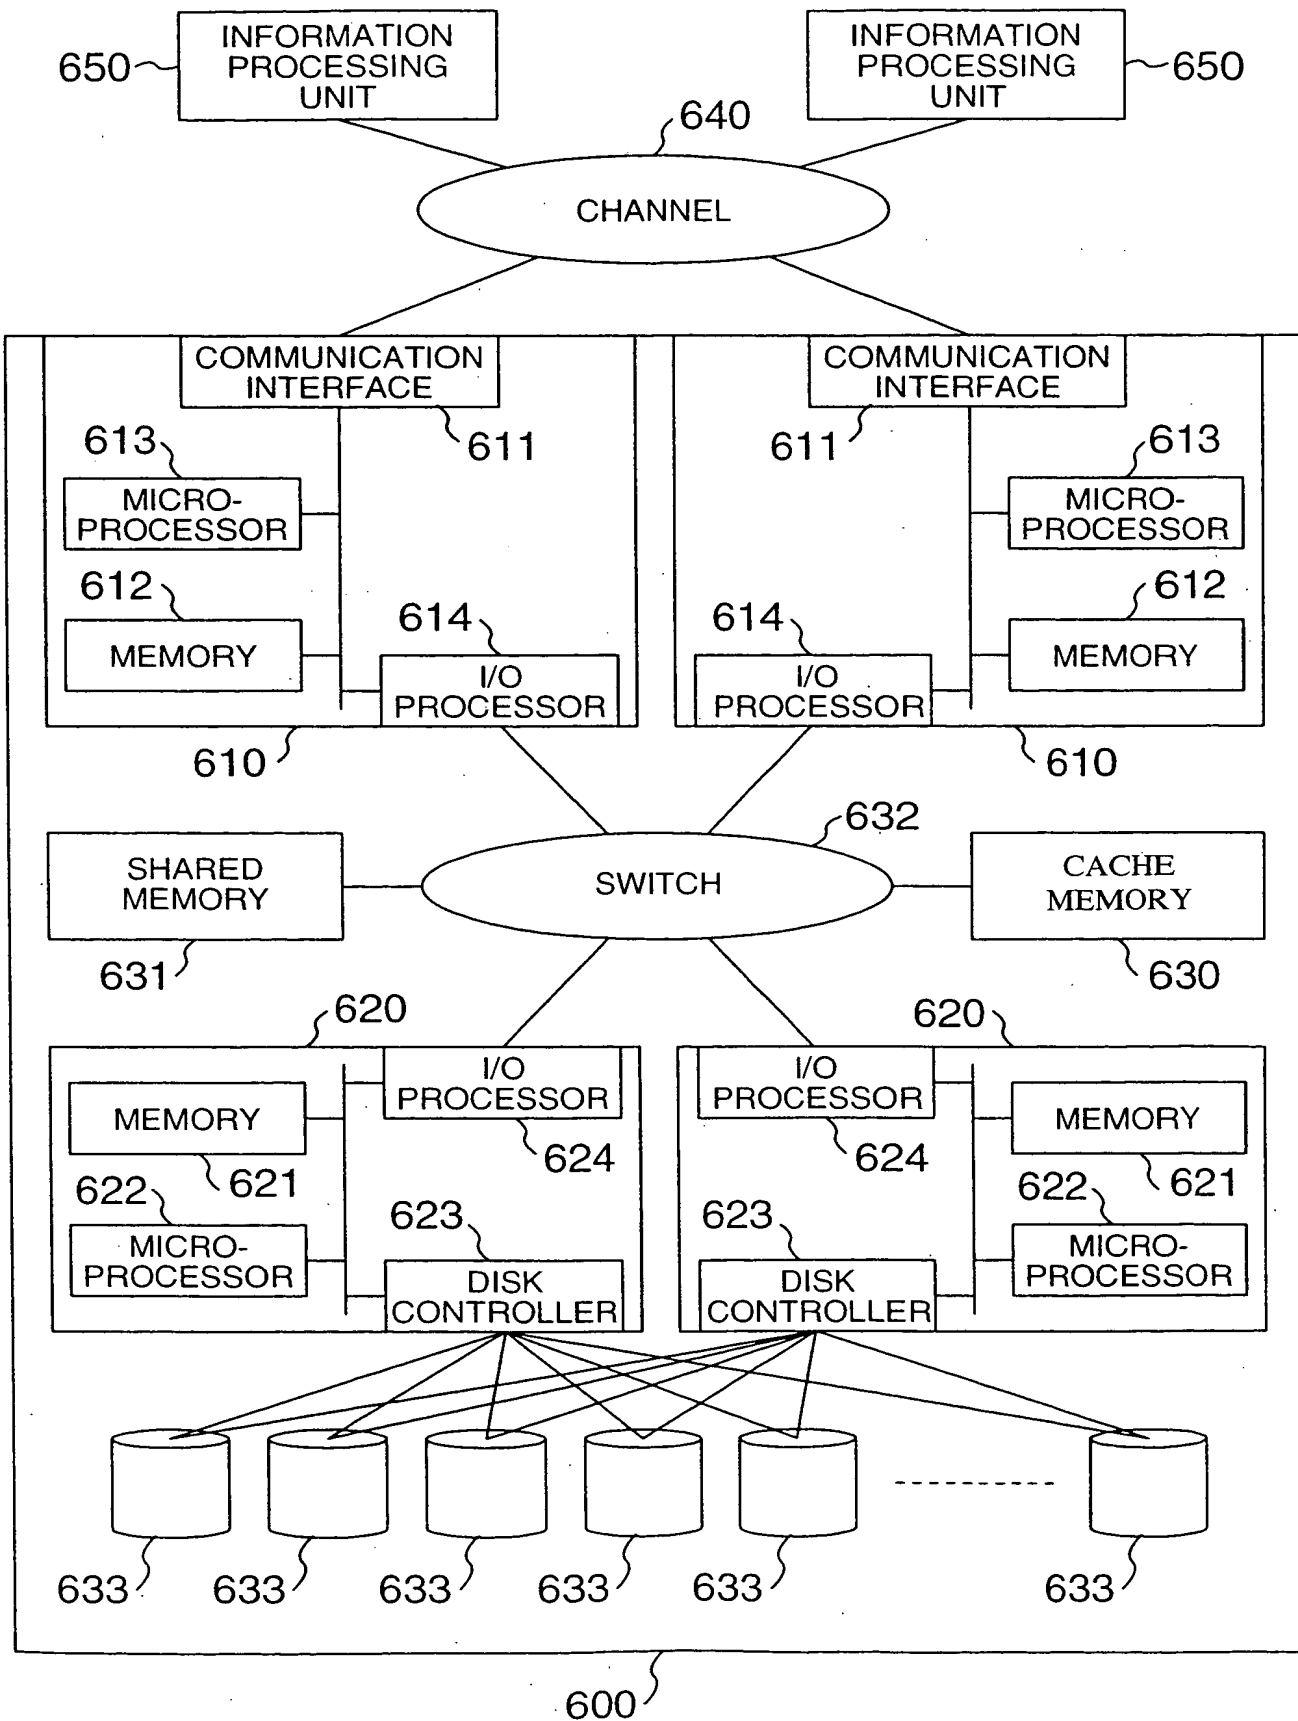 INFORMATION
PROCESSING
UNIT
650
INFORMATION
PROCESSING
UNIT
650
640
CHANNEL
COMMUNICATION
INTERFACE
611
COMMUNICATION
INTERFACE
611
613
MICRO-
PROCESSOR
613
MICRO-
PROCESSOR
612
MEMORY
612
MEMORY
614
I/O
PROCESSOR
614
I/O
PROCESSOR
610
610
632
SHARED
MEMORY
631
SWITCH
CACHE
MEMORY
630
620
620
I/O
PROCESSOR
624
I/O
PROCESSOR
624
MEMORY
621
MEMORY
621
622
MICRO-
PROCESSOR
622
MICRO-
PROCESSOR
623
DISK
CONTROLLER
623
DISK
CONTROLLER
633
633
633
633
633
633
600